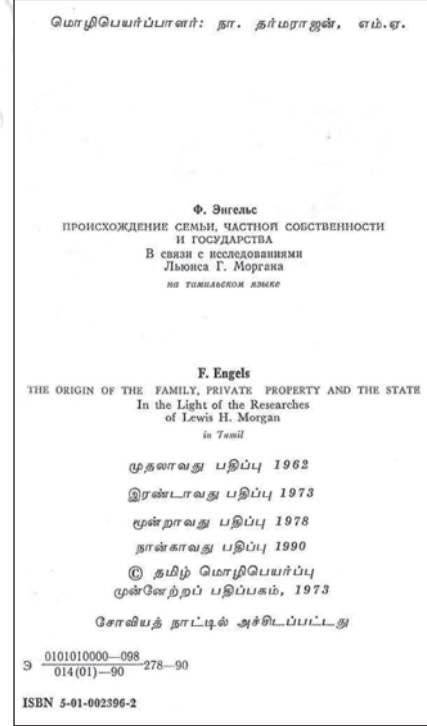 மொழிபெயர்ப்பாளர்: நா. தர்மராஜன், எம்.ஏ.
Ф. Энгельс
ПРОИСХОЖДЕНИЕ СЕМЬИ, ЧАСТНОЙ СОБСТВЕННОСТИ
И ГОСУДАРСТВА
В связи с исследованиями
Льюиса Г. Моргана
на тамильском языке
F. Engels
THE ORIGIN OF THE FAMILY, PRIVATE PROPERTY AND THE STATE
In the Light of the Researches
of Lewis H. Morgan
in Tamil
முதலாவது பதிப்பு 1962
இரண்டாவது பதிப்பு 1973
மூன்றாவது பதிப்பு 1978
நான்காவது பதிப்பு 1990
© தமிழ் மொழிபெயர்ப்பு
முன்னேற்றப் பதிப்பகம், 1973
சோவியத் நாட்டில் அச்சிடப்பட்டது
Э 0101010000—098
014(01)—90 278—90
ISBN 5-01-002396-2